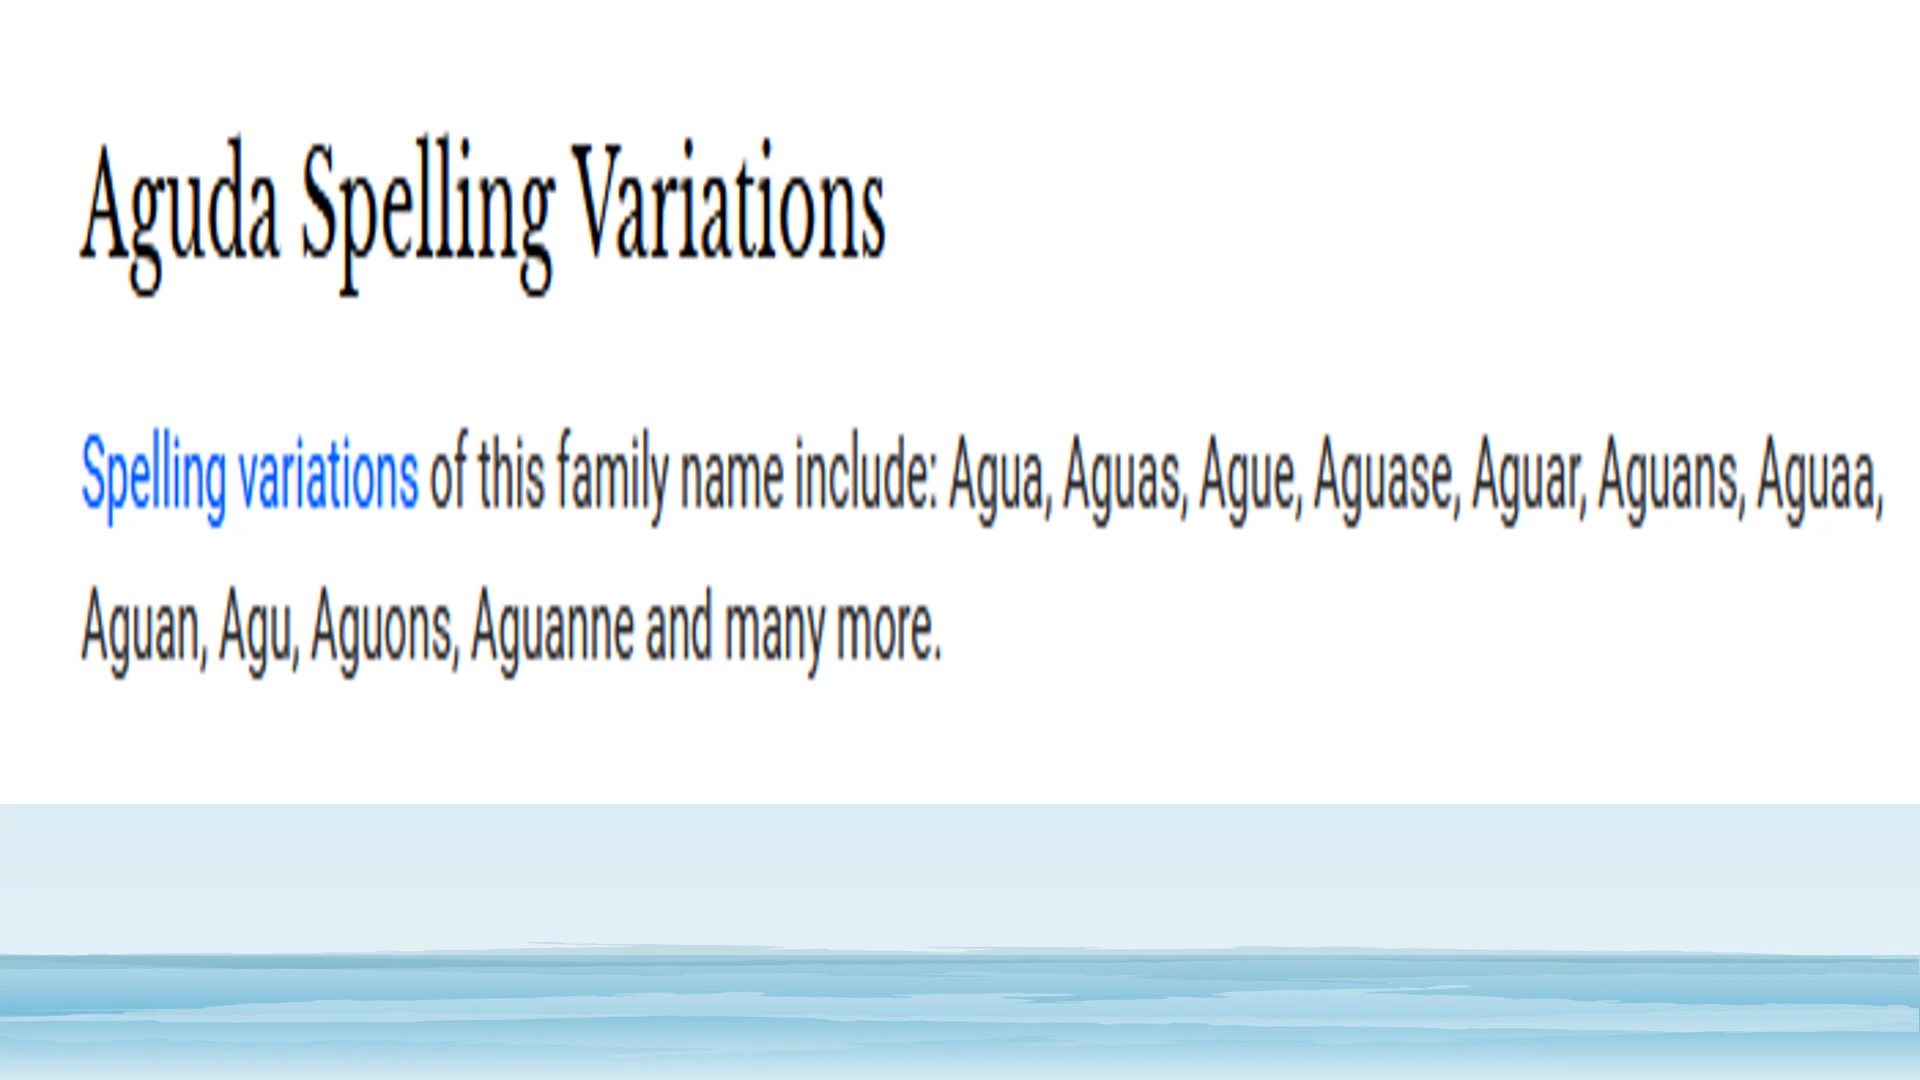 Aguda Spelling Variations
Spelling variations of this family name include: Agua, Aguas, Ague, Aguase, Aguar, Aguans, Aguaa,
Aguan, Agu, Aguons, Aguanne and many more.